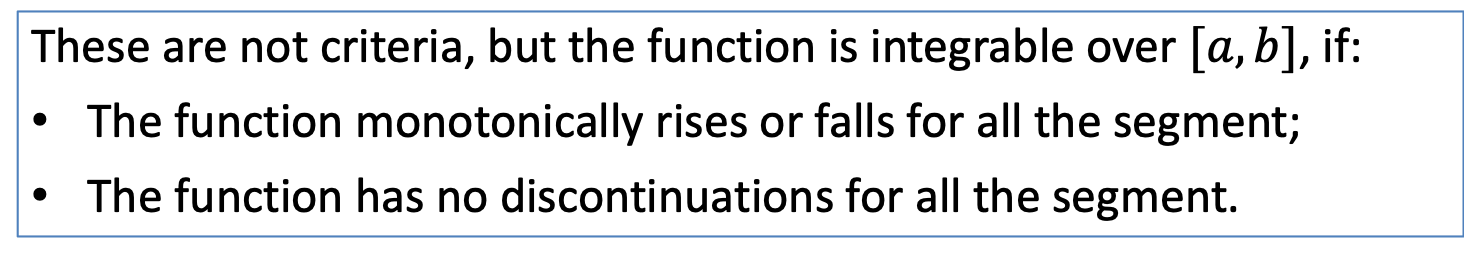 These are not criteria, but the function is integrable over [𝑎, 𝑏], if:
• The function monotonically rises or falls for all the segment;
• The function has no discontinuations for all the segment.